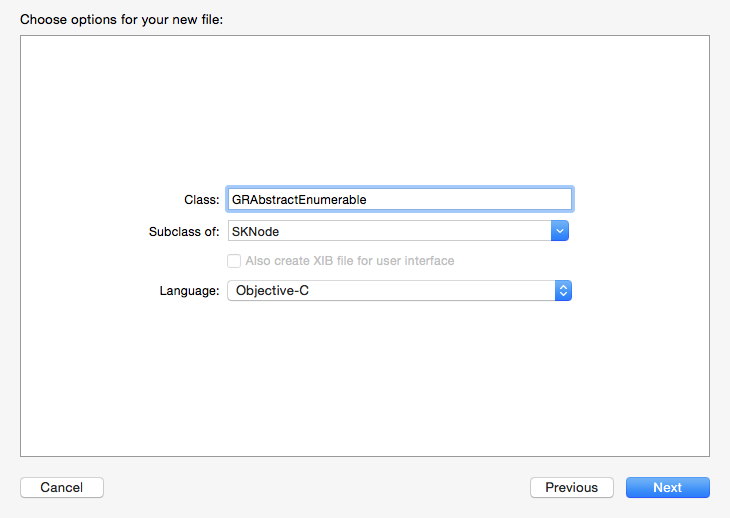 Choose options for your new file:
Class: GRAbstractEnumerable
Subclass of: SKNode
Also create XIB file for user interface
Language: Objective-C
Cancel Previous Next